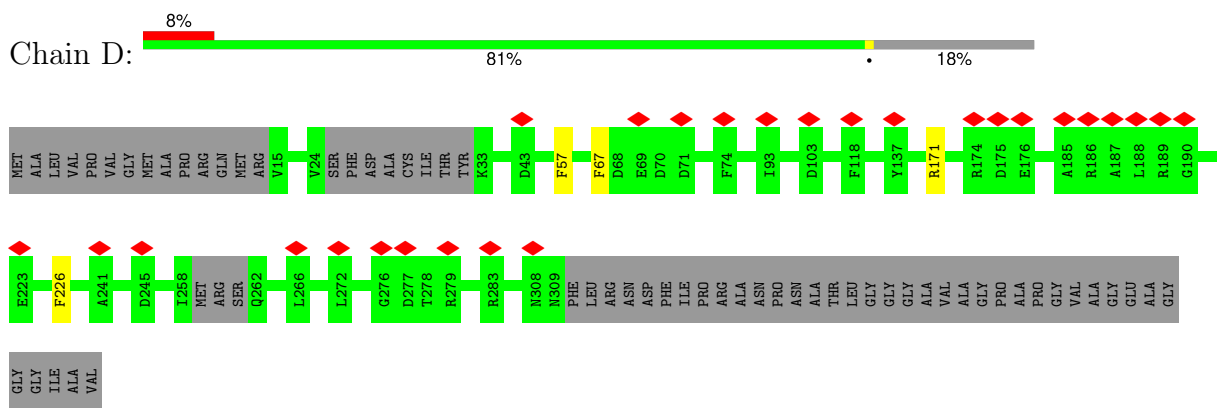 8%
Chain D:
81%
•
18%
MET ALA LEU VAL PRO PRO VAL GLY MET ALA PRO ARG GLN MET ARG V15 V24 SER PHE ASP ALA CYS ILE THR TYR K33 D43 F57 F67 D68 E69 D70 D71 F74 I93 D103 F118 Y137 R171 R174 D175 E176 A185 R186 A187 L188 R189 G190
E223 F226 A241 D245 I258 MET ARG SER Q262 L266 L272 G276 D277 T278 R279 R283 N308 N309 PHE LEU ARG ASN ASP PHE ILE PRO ARG ALA ASN PRO ASN ALA THR LEU GLY GLY GLY ALA VAL ALA GLY PRO ALA PRO GLY VAL ALA GLY GLU ALA GLY
GLY GLY ILE ALA VAL